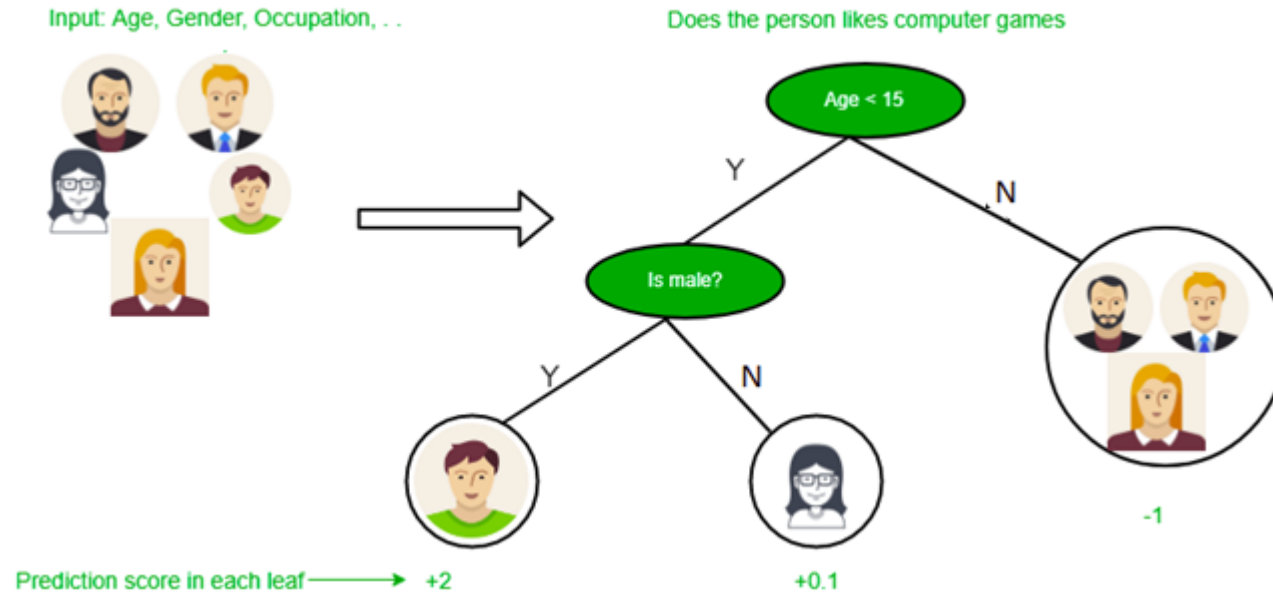 Input: Age, Gender, Occupation, . .
Does the person likes computer games
Age < 15
Y
N
Is male?
Y
N
-1
Prediction score in each leaf
+2
+0.1